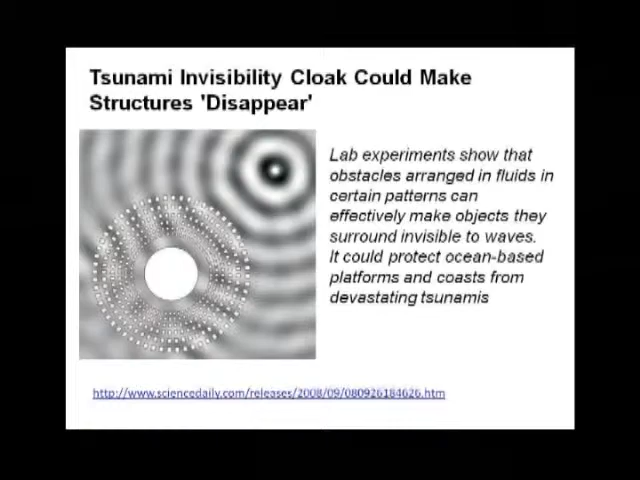 Tsunami Invisibility Cloak Could Make
Structures 'Disappear'
Lab experiments show that
obstacles arranged in fluids in
certain patterns can
effectively make objects they
surround invisible to waves.
It could protect ocean-based
platforms and coasts from
devastating tsunamis
http://www.sciencedaily.com/releases/2008/09/080926184626.htm